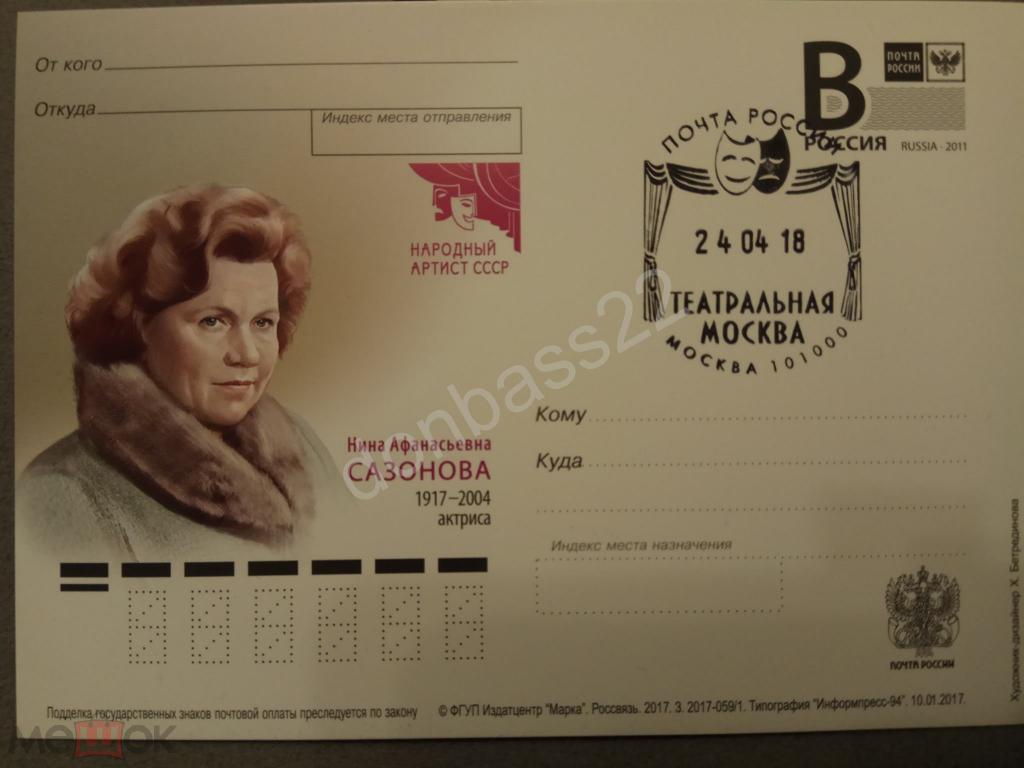 От кого
Откуда
Индекс места отправления
НАРОДНЫЙ
АРТИСТ СССР
Нина Афанасьевна
САЗОНОВА
1917–2004
актриса
B
ПОЧТА
РОССИИ
РОССИЯ
RUSSIA · 2011
ПОЧТА РОССИИ
24 04 18
ТЕАТРАЛЬНАЯ
МОСКВА
МОСКВА 101000
Кому
Куда
Индекс места назначения
ПОЧТА РОССИИ
Художник-дизайнер Х. Бетрединова
Подделка государственных знаков почтовой оплаты преследуется по закону
© ФГУП Издатцентр "Марка". Россвязь. 2017. З. 2017-059/1. Типография "Информпресс-94". 10.01.2017.
donbass22
мешок